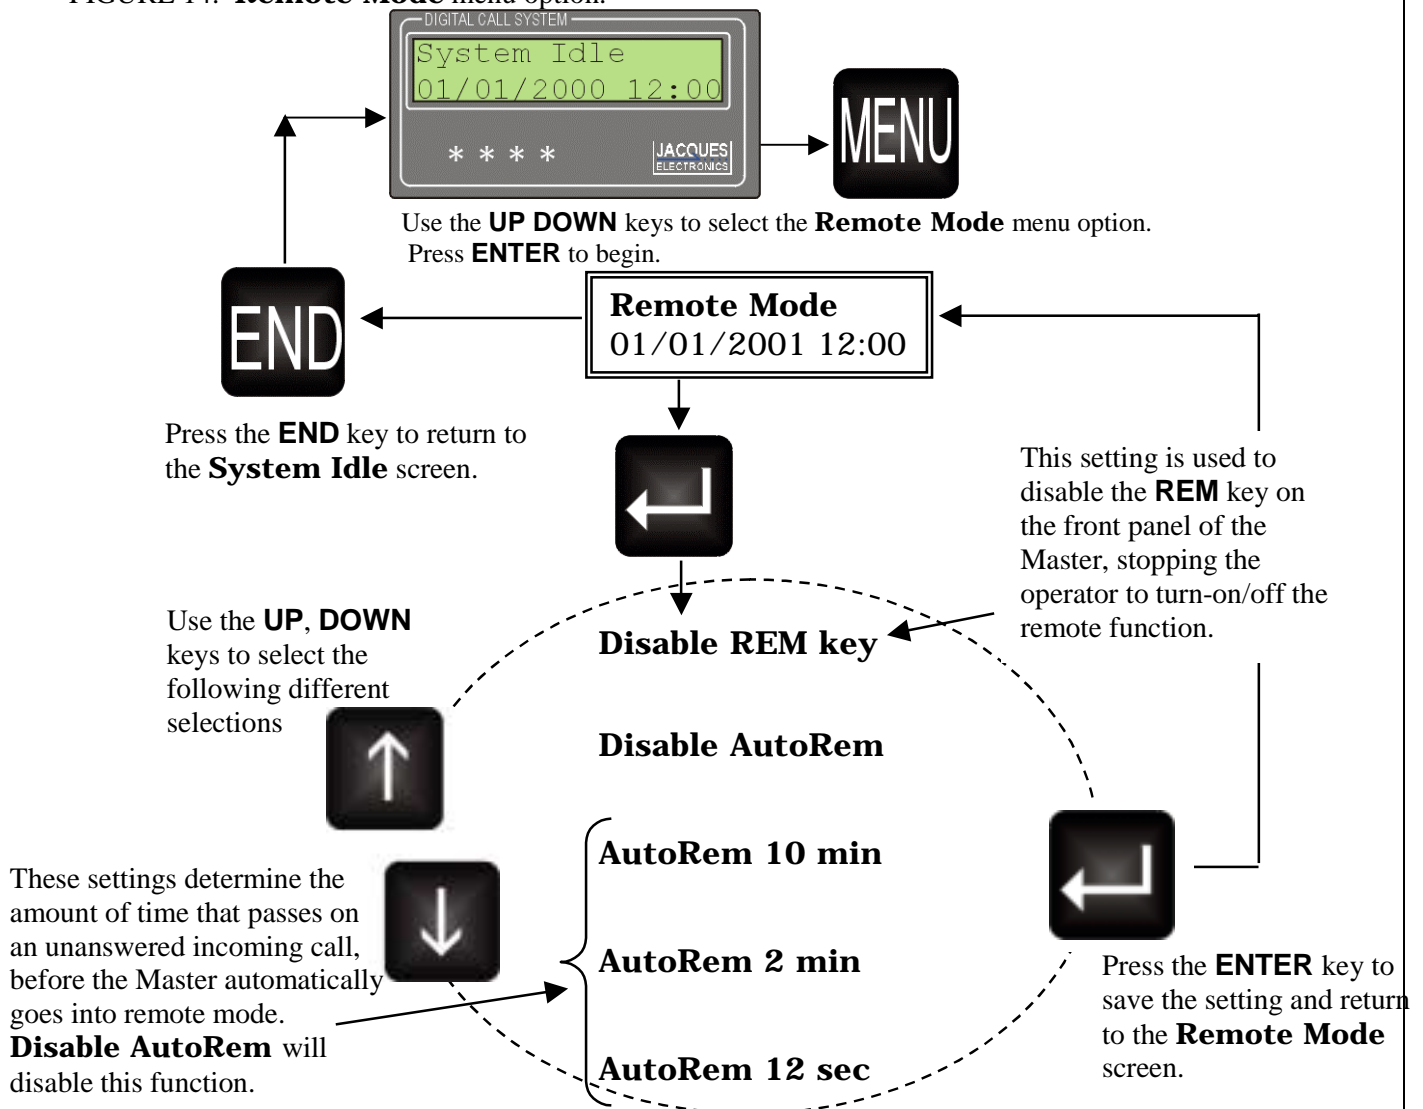 FIGURE 14. Remote Mode menu option.
DIGITAL CALL SYSTEM
System Idle
01/01/2000 12:00
* * * *
JACQUES
ELECTRONICS
MENU
Use the UP DOWN keys to select the Remote Mode menu option.
Press ENTER to begin.
END
Remote Mode
01/01/2001 12:00
Press the END key to return to
the System Idle screen.
This setting is used to
disable the REM key on
the front panel of the
Master, stopping the
operator to turn-on/off the
remote function.
Use the UP, DOWN
keys to select the
following different
selections
Disable REM key
Disable AutoRem
AutoRem 10 min
AutoRem 2 min
AutoRem 12 sec
These settings determine the
amount of time that passes on
an unanswered incoming call,
before the Master automatically
goes into remote mode.
Disable AutoRem will
disable this function.
Press the ENTER key to
save the setting and return
to the Remote Mode
screen.